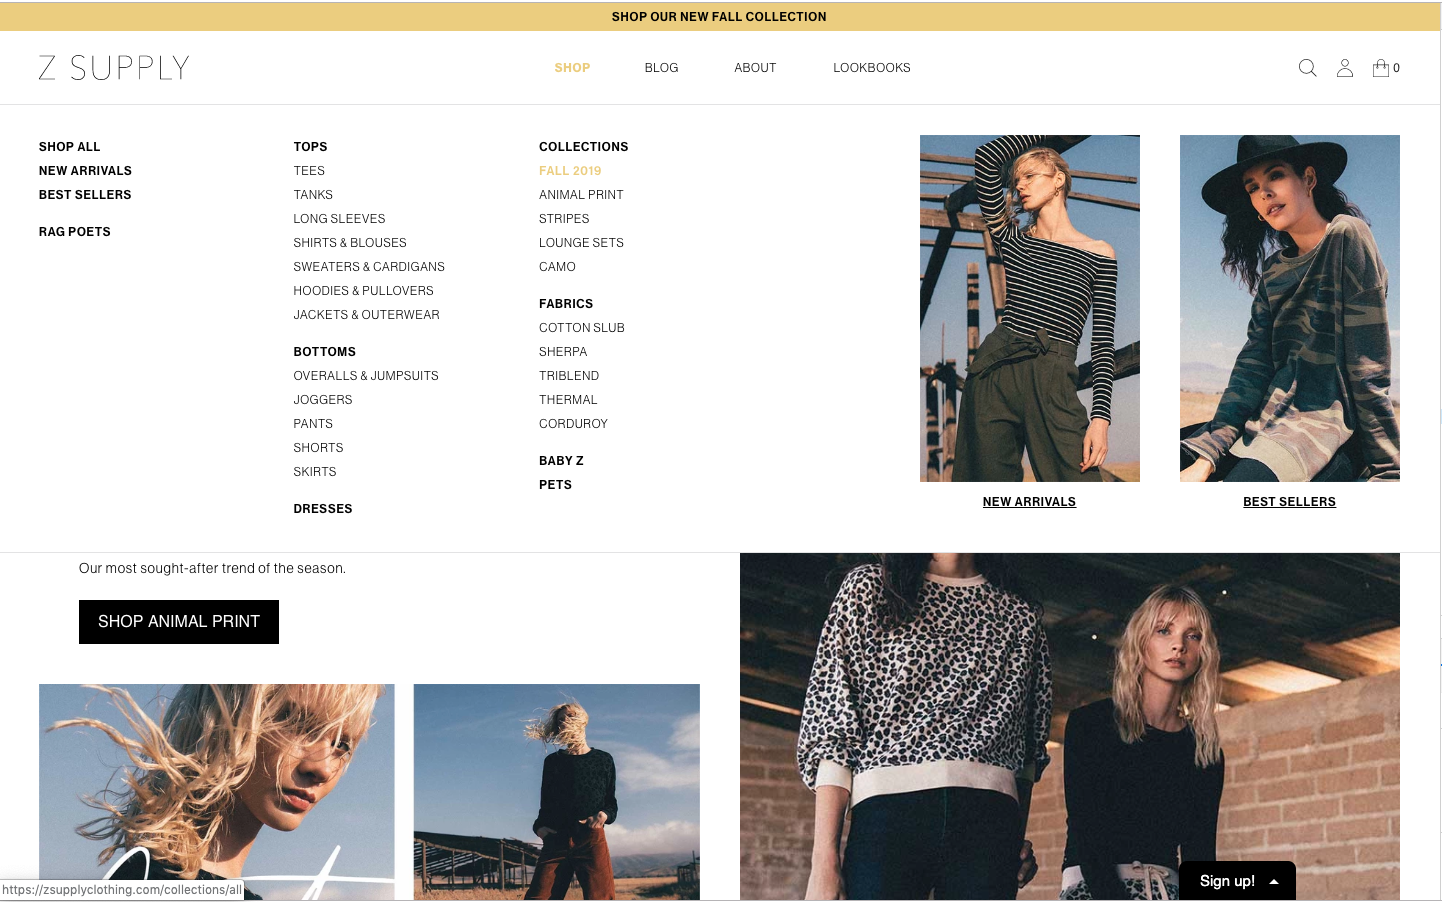 SHOP OUR NEW FALL COLLECTION
Z SUPPLY
SHOP
BLOG
ABOUT
LOOKBOOKS
0
SHOP ALL
NEW ARRIVALS
BEST SELLERS
RAG POETS
TOPS
TEES
TANKS
LONG SLEEVES
SHIRTS & BLOUSES
SWEATERS & CARDIGANS
HOODIES & PULLOVERS
JACKETS & OUTERWEAR
BOTTOMS
OVERALLS & JUMPSUITS
JOGGERS
PANTS
SHORTS
SKIRTS
DRESSES
COLLECTIONS
FALL 2019
ANIMAL PRINT
STRIPES
LOUNGE SETS
CAMO
FABRICS
COTTON SLUB
SHERPA
TRIBLEND
THERMAL
CORDUROY
BABY Z
PETS
NEW ARRIVALS
BEST SELLERS
Our most sought-after trend of the season.
SHOP ANIMAL PRINT
https://zsupplyclothing.com/collections/all
Sign up!